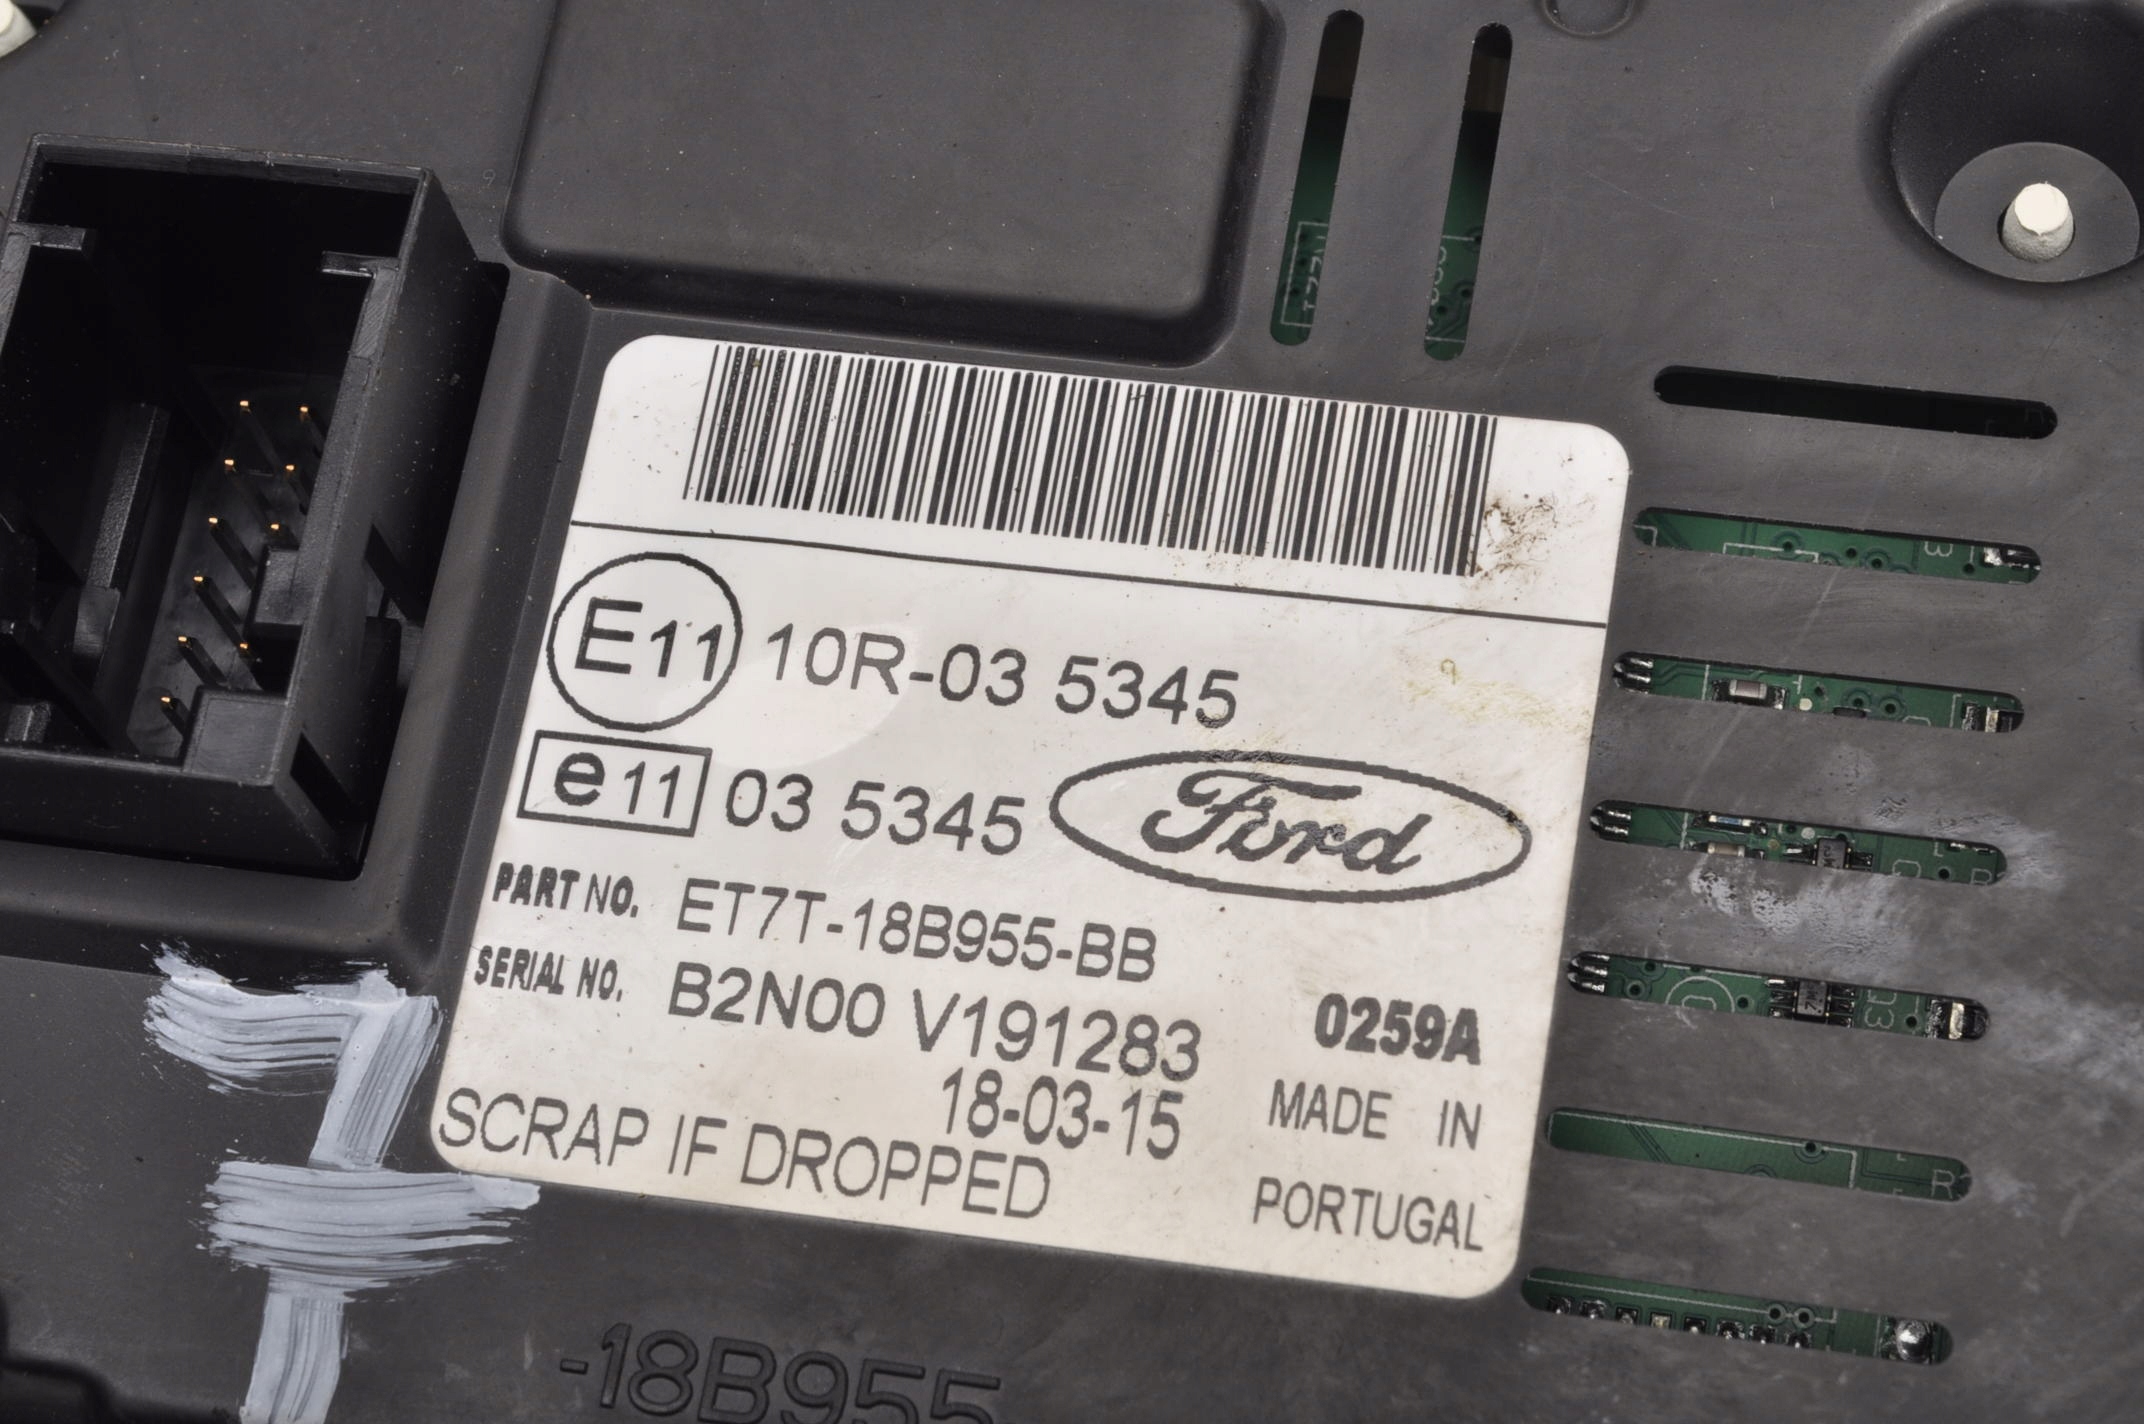 E11 10R-03 5345
e11 03 5345 Ford
PART NO. ET7T-18B955-BB
SERIAL NO. B2N00 V191283 0259A
18-03-15 MADE IN
SCRAP IF DROPPED PORTUGAL
-18B955